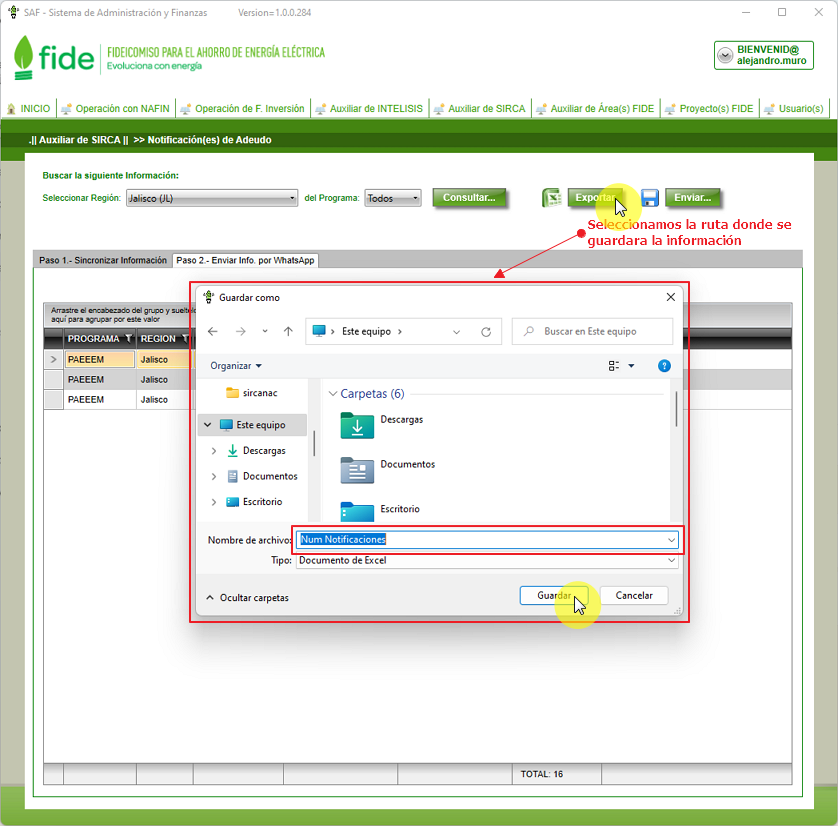 SAF - Sistema de Administración y Finanzas Version=1.0.0.284
fide
FIDEICOMISO PARA EL AHORRO DE ENERGÍA ELÉCTRICA
Evoluciona con energía
BIENVENID@
alejandro.muro
INICIO Operación con NAFIN Operación de F. Inversión Auxiliar de INTELISIS Auxiliar de SIRCA Auxiliar de Área(s) FIDE Proyecto(s) FIDE Usuario(s)
.|| Auxiliar de SIRCA || >> Notificación(es) de Adeudo
Buscar la siguiente Información:
Seleccionar Región: Jalisco (JL) del Programa: Todos Consultar... Exportar Enviar...
Seleccionamos la ruta donde se
guardara la información
Paso 1.- Sincronizar Información Paso 2.- Enviar Info. por WhatsApp
Arrastre el encabezado del grupo y suelte
aquí para agrupar por este valor
PROGRAMA REGION
PAEEEM Jalisco
PAEEEM Jalisco
PAEEEM Jalisco
Guardar como
Este equipo Buscar en Este equipo
Organizar
sircanac
Este equipo
Descargas
Documentos
Escritorio
Carpetas (6)
Descargas
Documentos
Escritorio
Nombre de archivo: Num Notificaciones
Tipo: Documento de Excel
Ocultar carpetas Guardar Cancelar
TOTAL: 16